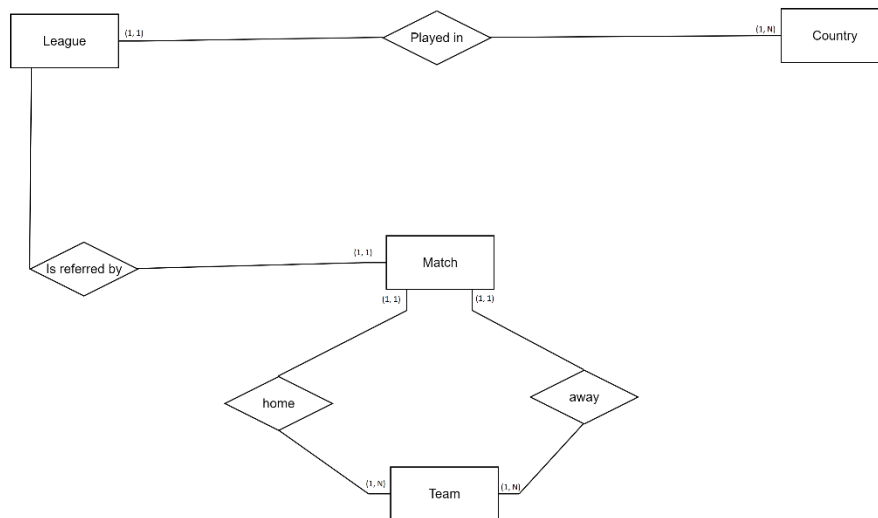 League
(1, 1)
Played in
(1, N)
Country
Is referred by
(1, 1)
Match
(1, 1)
(1, 1)
home
away
(1, N)
Team
(1, N)